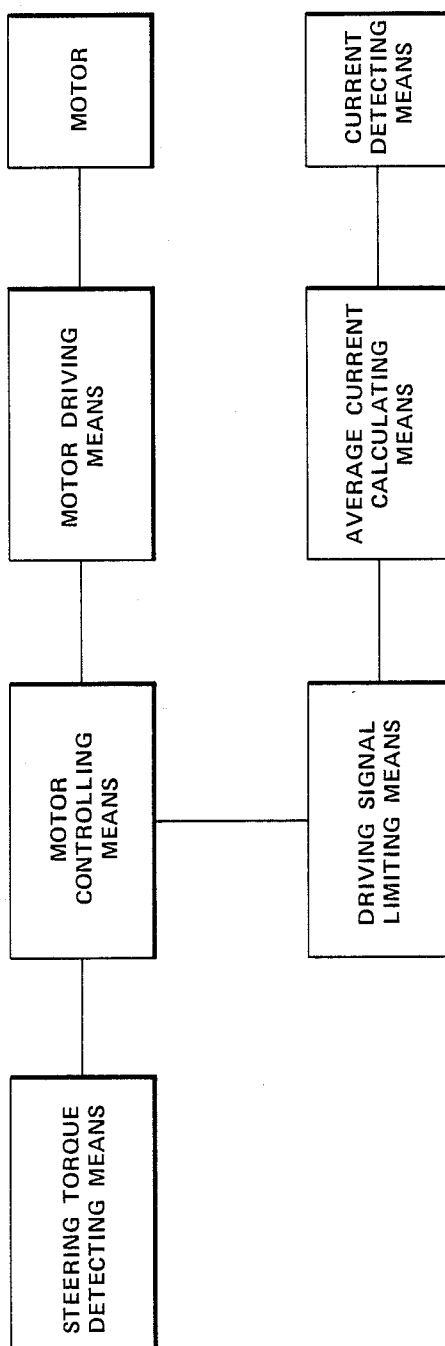 STEERING TORQUE
DETECTING MEANS
MOTOR
CONTROLLING
MEANS
MOTOR DRIVING
MEANS
MOTOR
DRIVING SIGNAL
LIMITING MEANS
AVERAGE CURRENT
CALCULATING
MEANS
CURRENT
DETECTING
MEANS